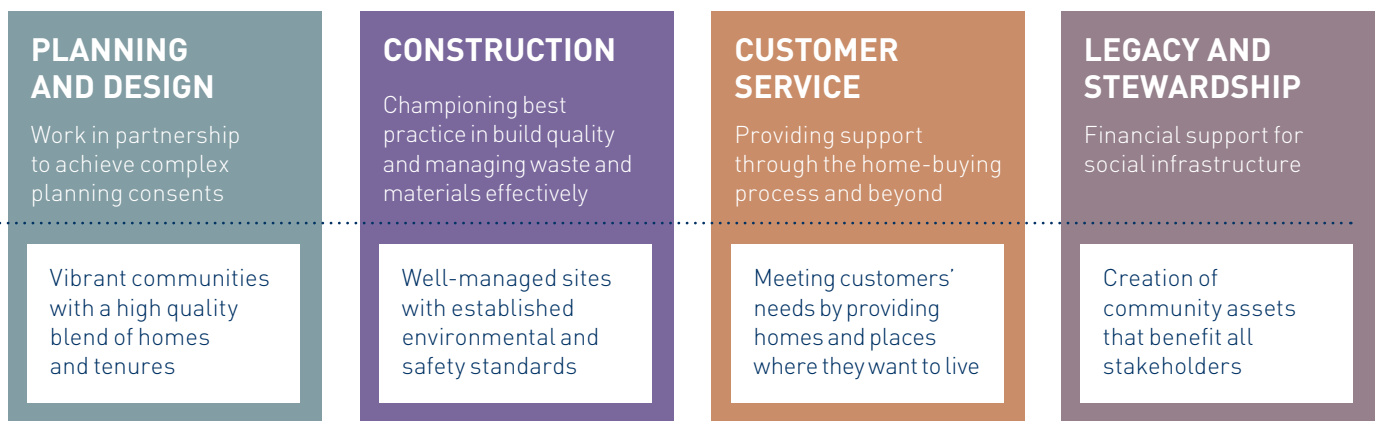 PLANNING
AND DESIGN
Work in partnership
to achieve complex
planning consents
Vibrant communities
with a high quality
blend of homes
and tenures
CONSTRUCTION
Championing best
practice in build quality
and managing waste and
materials effectively
Well-managed sites
with established
environmental and
safety standards
CUSTOMER
SERVICE
Providing support
through the home-buying
process and beyond
Meeting customers’
needs by providing
homes and places
where they want to live
LEGACY AND
STEWARDSHIP
Financial support for
social infrastructure
Creation of
community assets
that benefit all
stakeholders